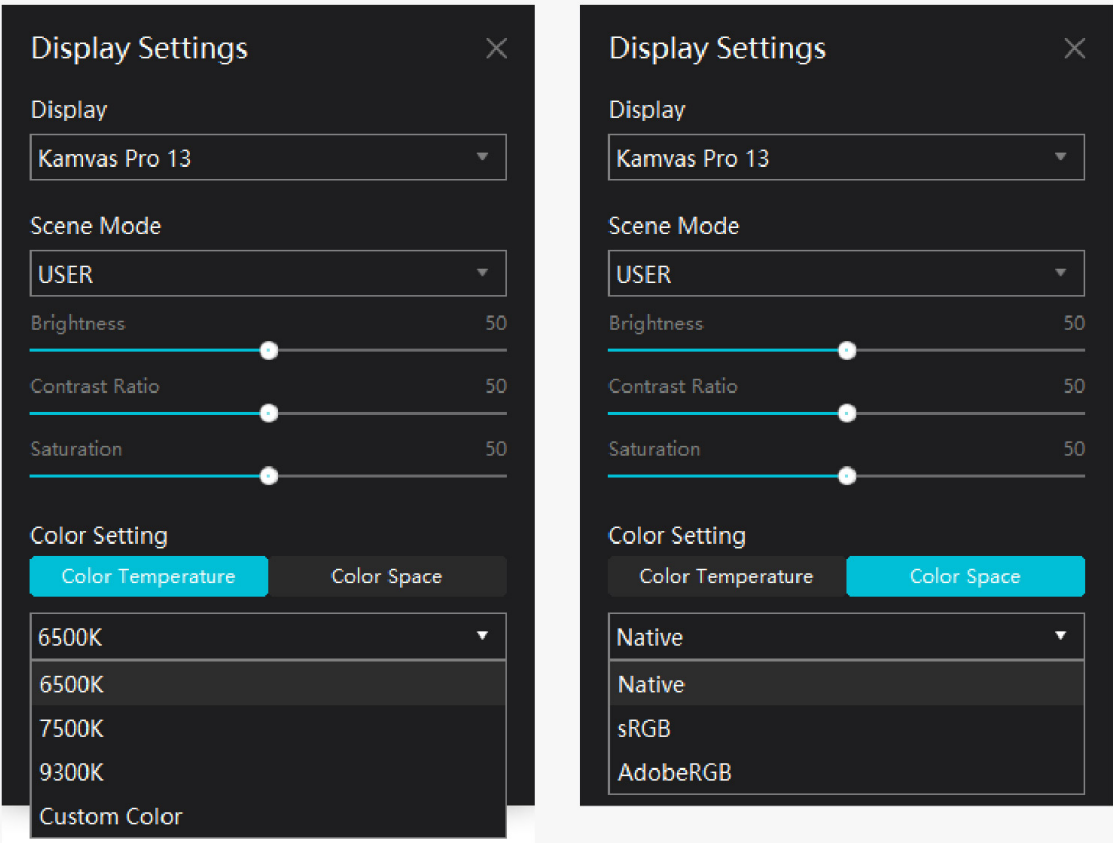 Display Settings
Display
Kamvas Pro 13
Scene Mode
USER
Brightness 50
Contrast Ratio 50
Saturation 50
Color Setting
Color Temperature Color Space
6500K
6500K
7500K
9300K
Custom Color
Display Settings
Display
Kamvas Pro 13
Scene Mode
USER
Brightness 50
Contrast Ratio 50
Saturation 50
Color Setting
Color Temperature Color Space
Native
Native
sRGB
AdobeRGB